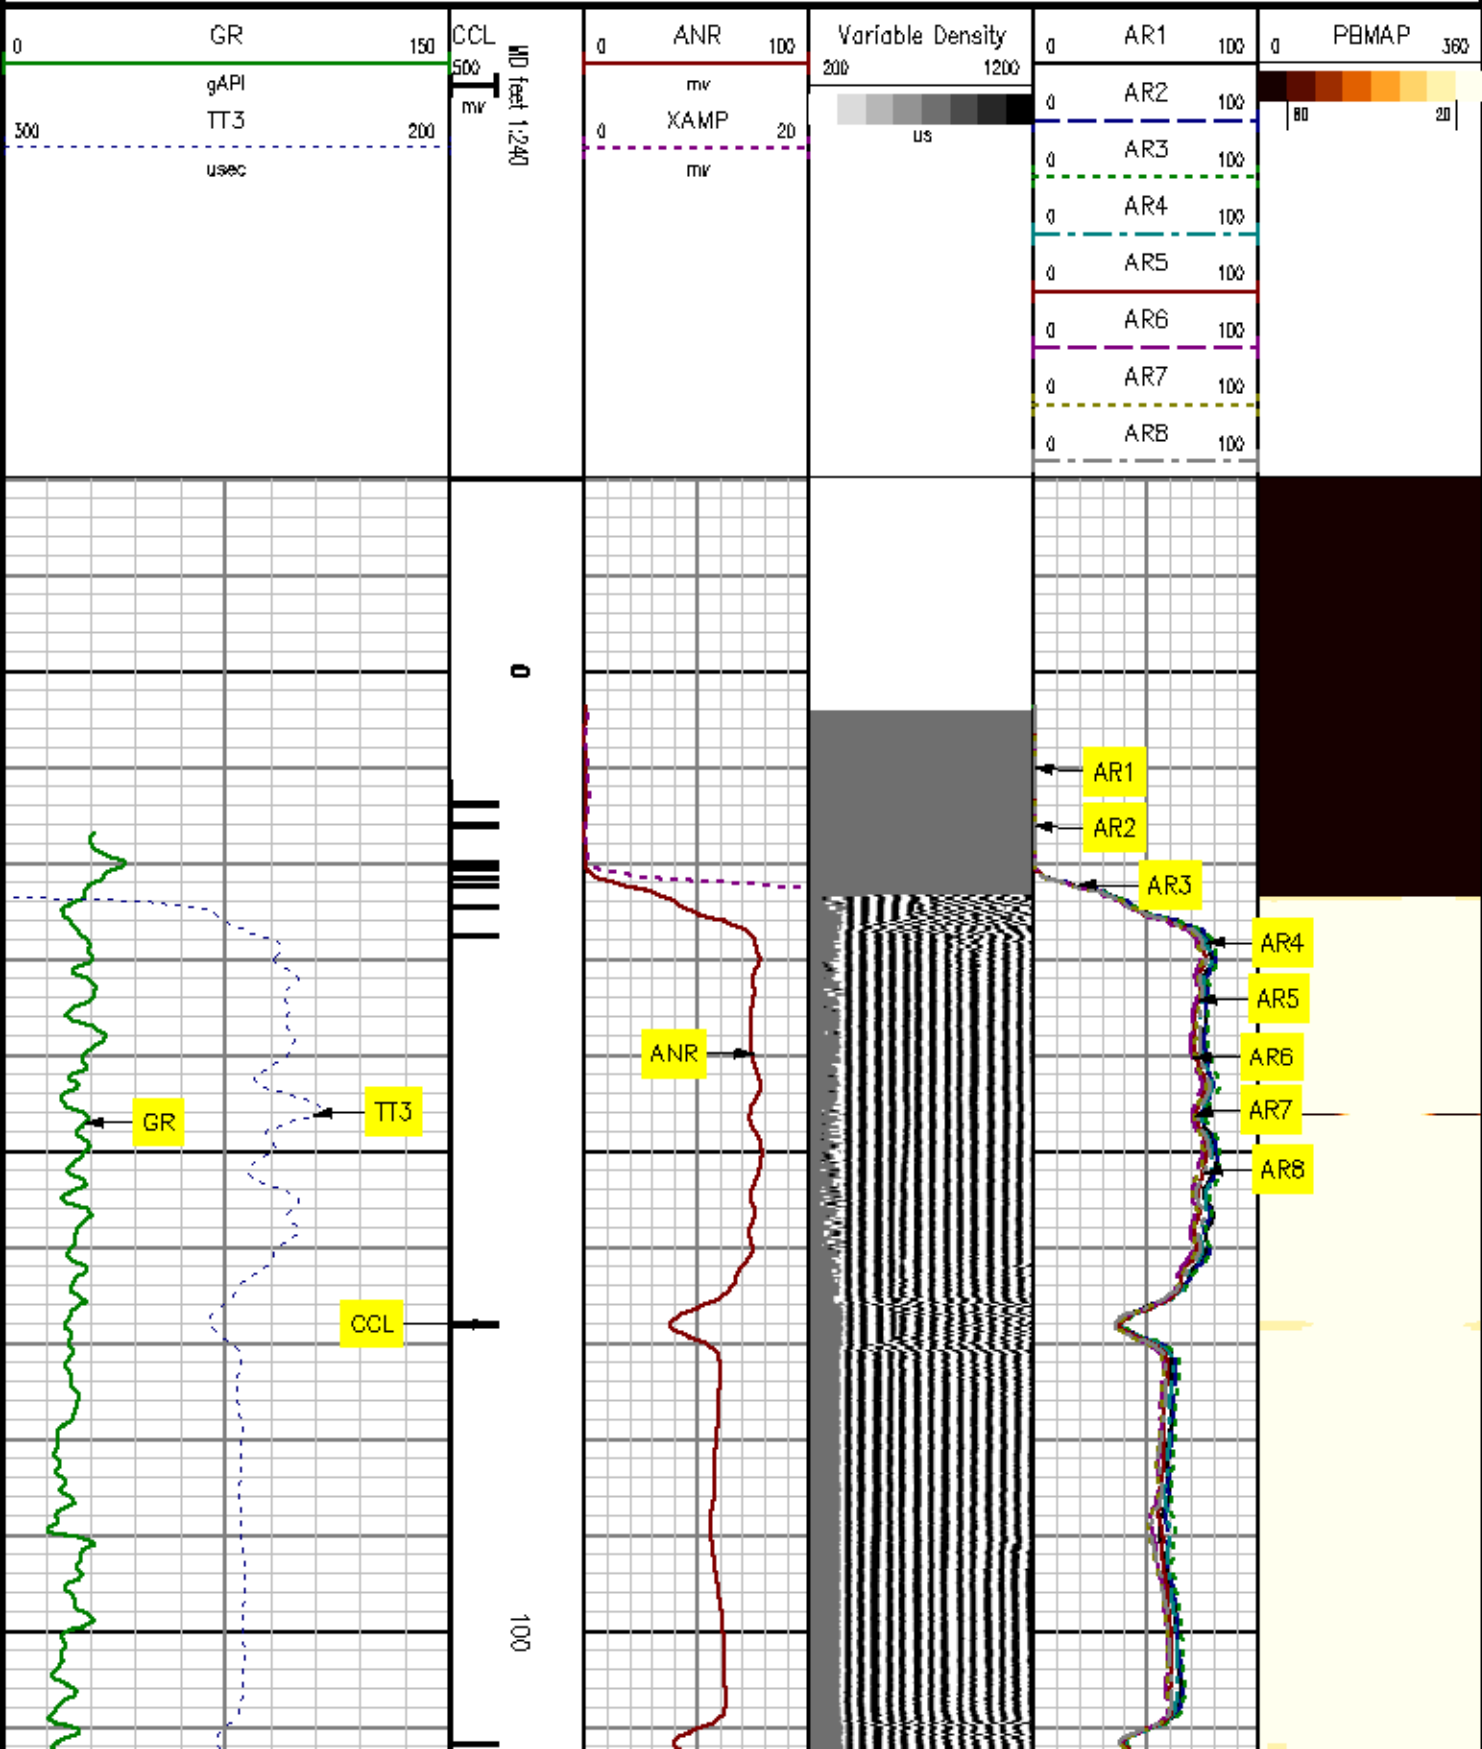 GR
0 150
gAPI
TT3
300 200
usec
CCL
500
mv
MD feet 1:240
ANR
0 100
mv
XAMP
0 20
mv
Variable Density
200 1200
us
AR1
0 100
AR2
0 100
AR3
0 100
AR4
0 100
AR5
0 100
AR6
0 100
AR7
0 100
AR8
0 100
PBMAP
0 360
80 20
0
AR1
AR2
AR3
AR4
AR5
ANR
AR6
AR7
TT3
GR
AR8
CCL
100